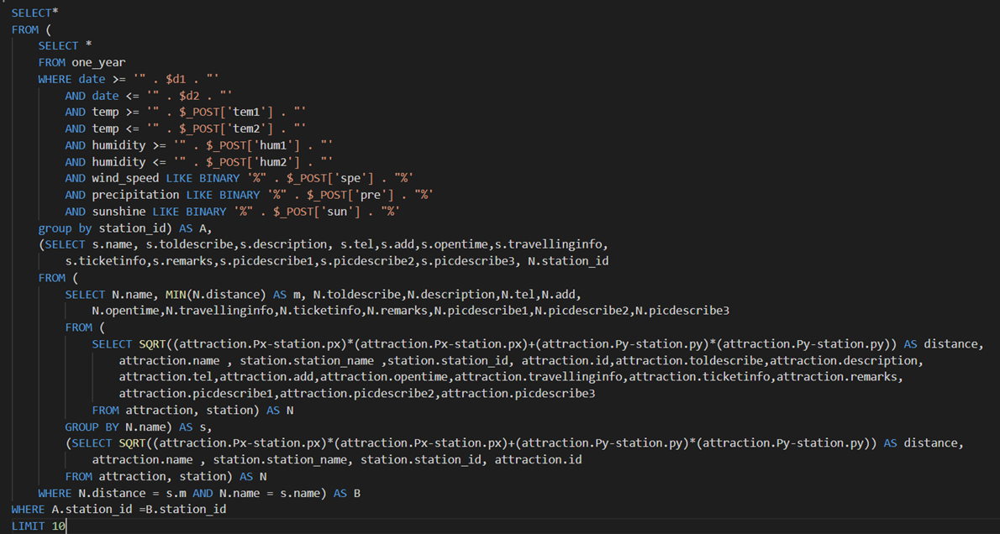 SELECT*
FROM (
SELECT *
FROM one_year
WHERE date >= '" . $d1 . "'
AND date <= '" . $d2 . "'
AND temp >= '" . $_POST['tem1'] . "'
AND temp <= '" . $_POST['tem2'] . "'
AND humidity >= '" . $_POST['hum1'] . "'
AND humidity <= '" . $_POST['hum2'] . "'
AND wind_speed LIKE BINARY '%" . $_POST['spe'] . "%'
AND precipitation LIKE BINARY '%" . $_POST['pre'] . "%'
AND sunshine LIKE BINARY '%" . $_POST['sun'] . "%'
group by station_id) AS A,
(SELECT s.name, s.toldescribe,s.description, s.tel,s.add,s.opentime,s.travellinginfo,
s.ticketinfo,s.remarks,s.picdescribe1,s.picdescribe2,s.picdescribe3, N.station_id
FROM (
SELECT N.name, MIN(N.distance) AS m, N.toldescribe,N.description,N.tel,N.add,
N.opentime,N.travellinginfo,N.ticketinfo,N.remarks,N.picdescribe1,N.picdescribe2,N.picdescribe3
FROM (
SELECT SQRT((attraction.Px-station.px)*(attraction.Px-station.px)+(attraction.Py-station.py)*(attraction.Py-station.py)) AS distance,
attraction.name , station.station_name ,station.station_id, attraction.id,attraction.toldescribe,attraction.description,
attraction.tel,attraction.add,attraction.opentime,attraction.travellinginfo,attraction.ticketinfo,attraction.remarks,
attraction.picdescribe1,attraction.picdescribe2,attraction.picdescribe3
FROM attraction, station) AS N
GROUP BY N.name) AS s,
(SELECT SQRT((attraction.Px-station.px)*(attraction.Px-station.px)+(attraction.Py-station.py)*(attraction.Py-station.py)) AS distance,
attraction.name , station.station_name, station.station_id, attraction.id
FROM attraction, station) AS N
WHERE N.distance = s.m AND N.name = s.name) AS B
WHERE A.station_id =B.station_id
LIMIT 10